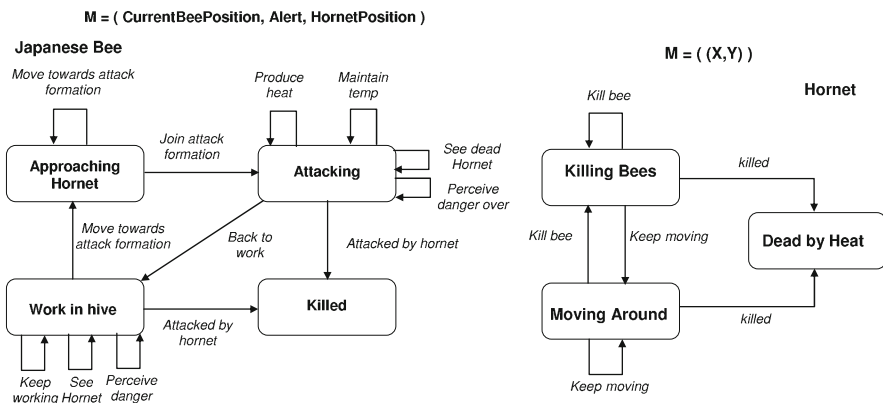 M = ( CurrentBeePosition, Alert, HornetPosition )
Japanese Bee
Move towards attack
formation
Produce
heat
Maintain
temp
Join attack
formation
See dead
Hornet
Approaching
Hornet
Attacking
Perceive
danger over
Move towards
attack formation
Back to
work
Attacked by hornet
Work in hive
Killed
Attacked by
hornet
Keep
working
See
Hornet
Perceive
danger
M = ( (X,Y) )
Hornet
Kill bee
Killing Bees
killed
Kill bee
Keep moving
Dead by Heat
Moving Around
killed
Keep moving